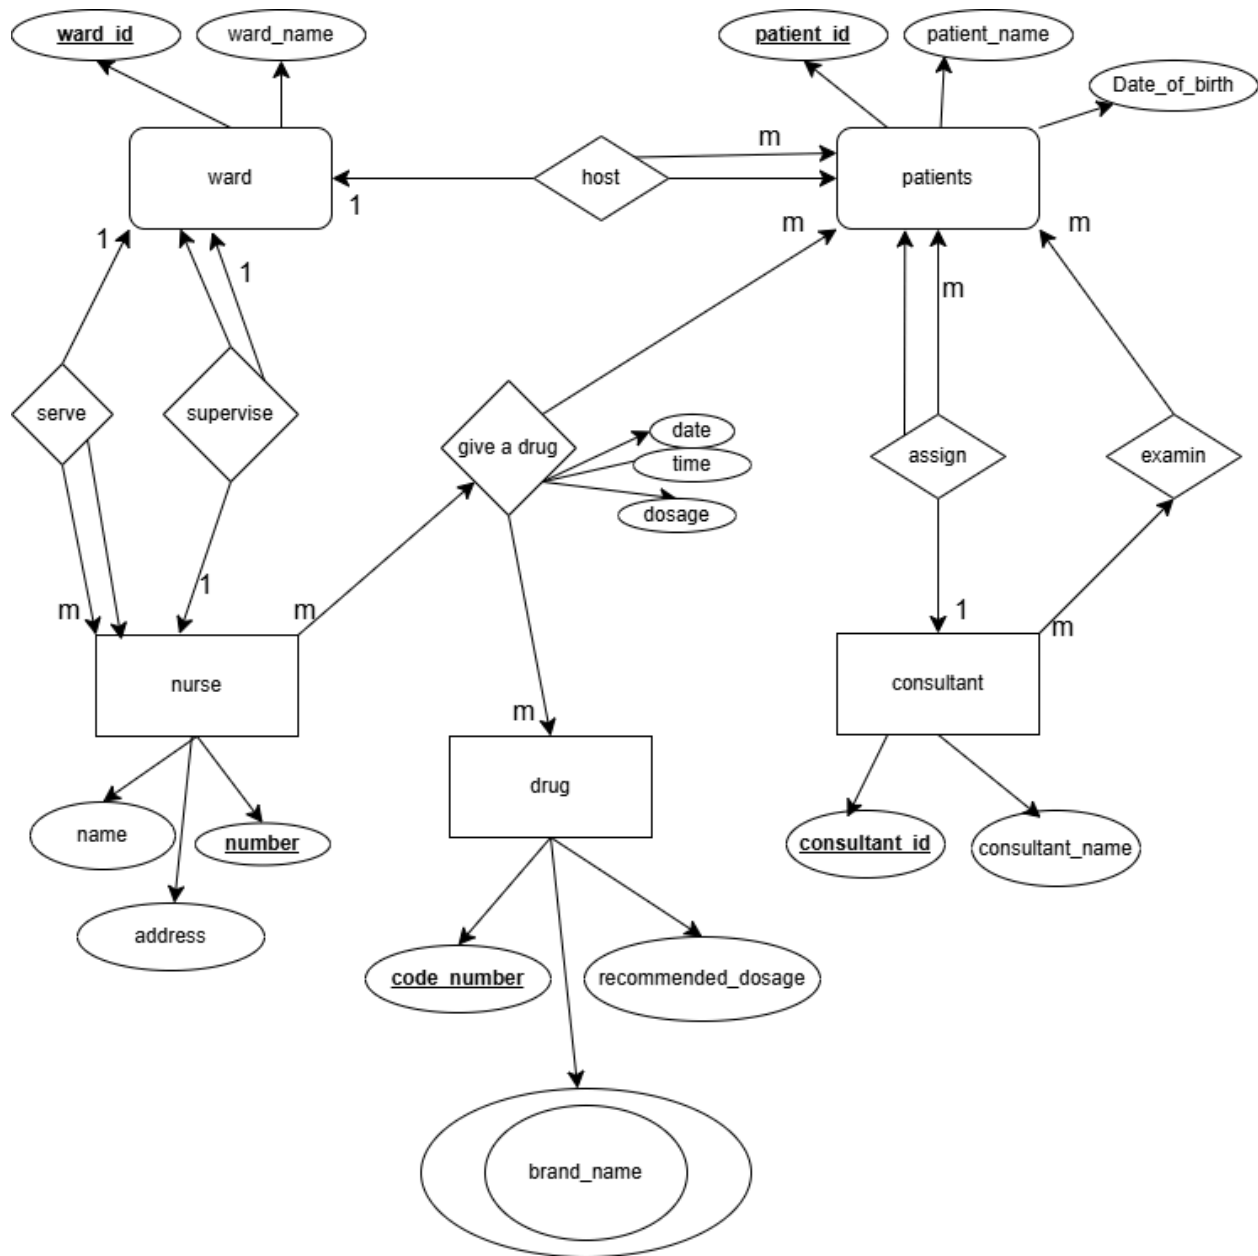 ward_id
ward_name
patient_id
patient_name
Date_of_birth
ward
host
patients
m
1
1
1
m
m
m
serve
supervise
give a drug
date
time
dosage
assign
examin
m
1
m
1
m
nurse
consultant
m
drug
name
number
address
consultant_id
consultant_name
code_number
recommended_dosage
brand_name